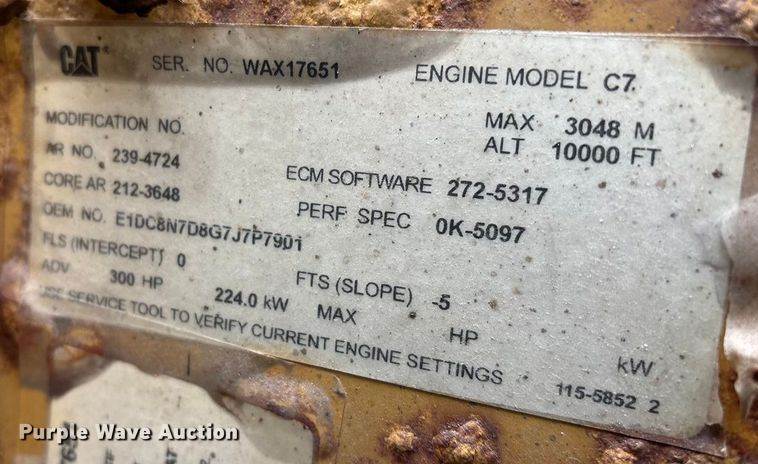 CAT® SER. NO. WAX17651 ENGINE MODEL C7
MODIFICATION NO. MAX 3048 M
ALT 10000 FT
AR NO. 239-4724
ECM SOFTWARE 272-5317
CORE AR 212-3648
PERF SPEC 0K-5097
OEM NO. E1DC8N7D8G7J7P7901
FLS (INTERCEPT) 0 FTS (SLOPE) -5
ADV 300 HP 224.0 kW MAX HP kW
USE SERVICE TOOL TO VERIFY CURRENT ENGINE SETTINGS 115-5852 2
Purple Wave Auction